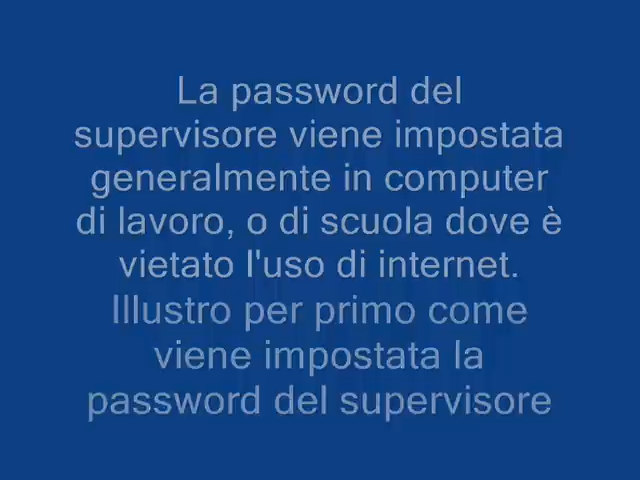 La password del
supervisore viene impostata
generalmente in computer
di lavoro, o di scuola dove è
vietato l'uso di internet.
Illustro per primo come
viene impostata la
password del supervisore